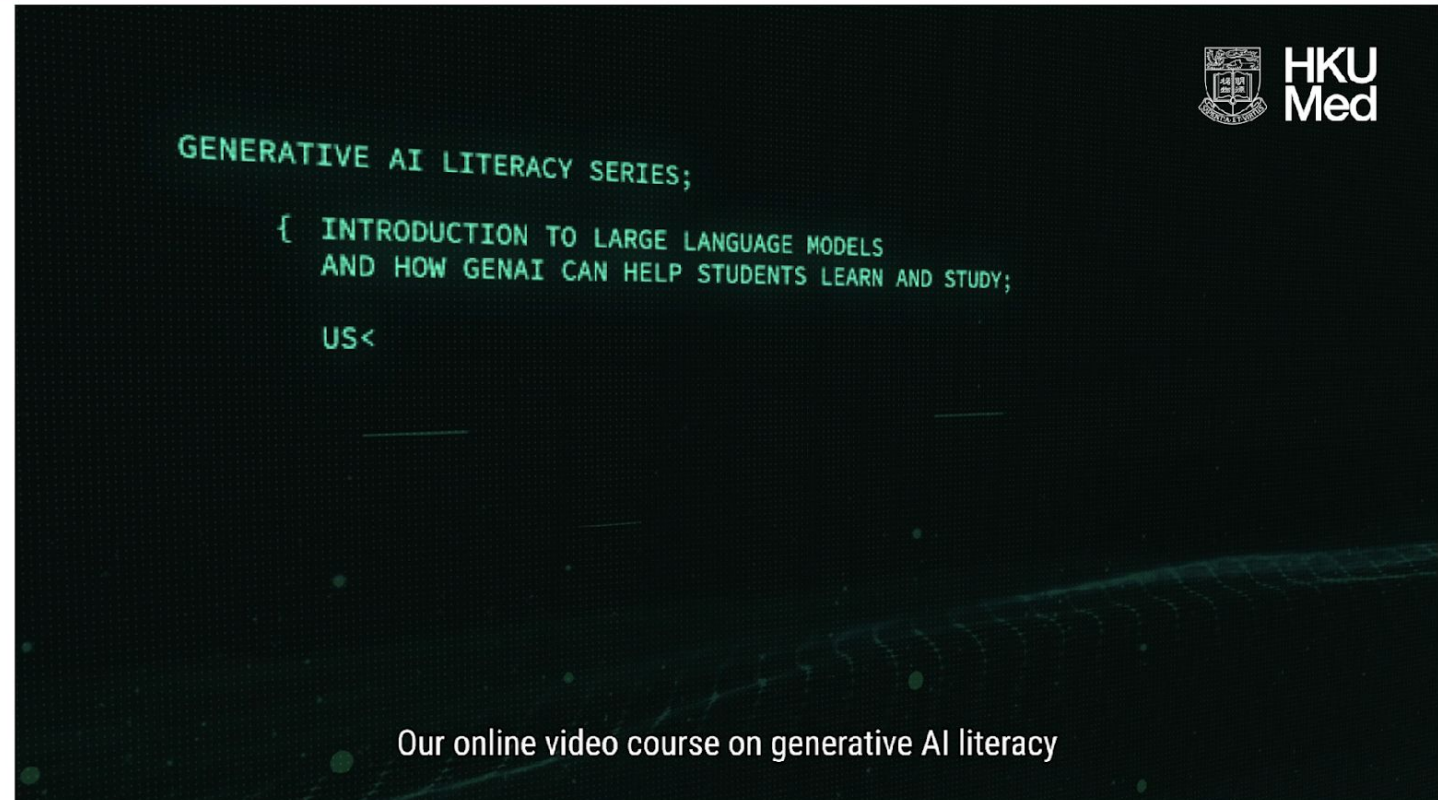 HKU
Med
GENERATIVE AI LITERACY SERIES;
{ INTRODUCTION TO LARGE LANGUAGE MODELS
AND HOW GENAI CAN HELP STUDENTS LEARN AND STUDY;
US<
Our online video course on generative AI literacy